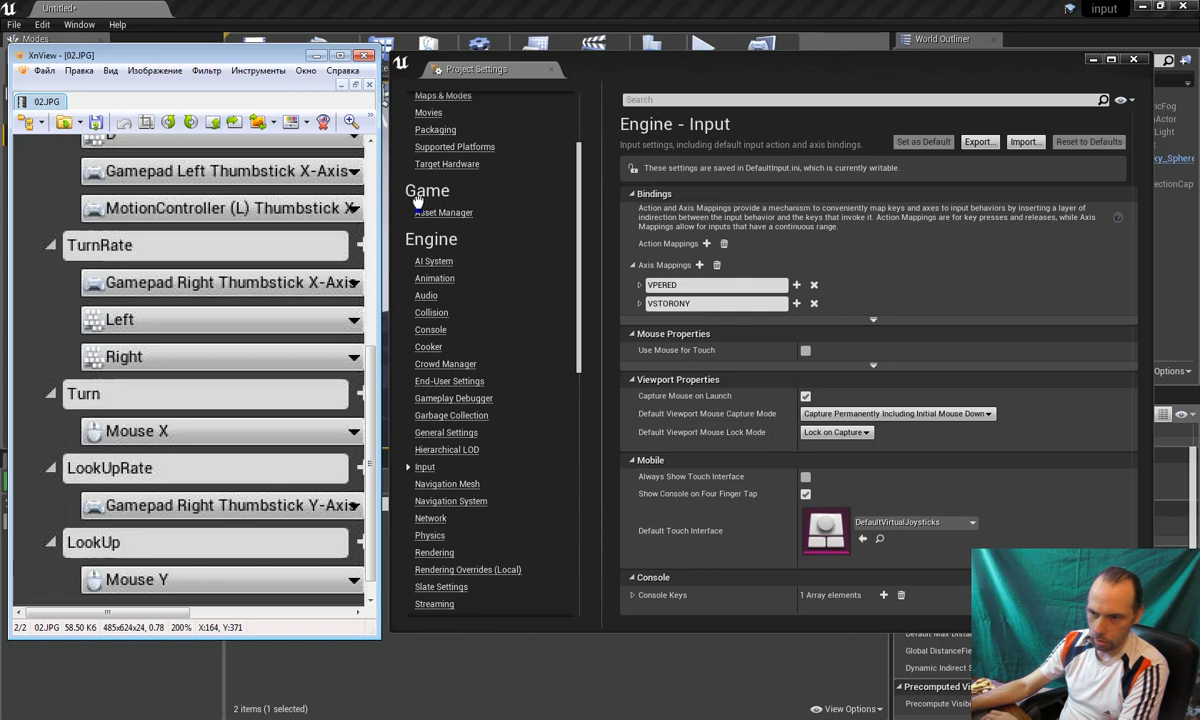 Untitled*
input
File Edit Window Help
Modes
World Outliner
XnView - [02.JPG]
Файл Правка Вид Изображение Фильтр Инструменты Окно Справка
02.JPG
Gamepad Left Thumbstick X-Axis
MotionController (L) Thumbstick X
TurnRate
Gamepad Right Thumbstick X-Axis
Left
Right
Turn
Mouse X
LookUpRate
Gamepad Right Thumbstick Y-Axis
LookUp
Mouse Y
2/2 02.JPG 58.50 Кб 485x624x24, 0.78 200% X:164, Y:371
Project Settings
Maps & Modes
Movies
Packaging
Supported Platforms
Target Hardware
Game
Asset Manager
Engine
AI System
Animation
Audio
Collision
Console
Cooker
Crowd Manager
End-User Settings
Gameplay Debugger
Garbage Collection
General Settings
Hierarchical LOD
Input
Navigation Mesh
Navigation System
Network
Physics
Rendering
Rendering Overrides (Local)
Slate Settings
Streaming
Search
Engine - Input
Input settings, including default input action and axis bindings.
Set as Default Export... Import... Reset to Defaults
These settings are saved in DefaultInput.ini, which is currently writable.
Bindings
Action and Axis Mappings provide a mechanism to conveniently map keys and axes to input behaviors by inserting a layer of
indirection between the input behavior and the keys that invoke it. Action Mappings are for key presses and releases, while Axis
Mappings allow for inputs that have a continuous range.
Action Mappings
Axis Mappings
VPERED
VSTORONY
Mouse Properties
Use Mouse for Touch
Viewport Properties
Capture Mouse on Launch
Default Viewport Mouse Capture Mode Capture Permanently Including Initial Mouse Down
Default Viewport Mouse Lock Mode Lock on Capture
Mobile
Always Show Touch Interface
Show Console on Four Finger Tap
Default Touch Interface DefaultVirtualJoysticks
Console
Console Keys 1 Array elements
2 items (1 selected)
View Options
Global DistanceFie
Dynamic Indirect S
Precomputed Vis
Precompute Visibil